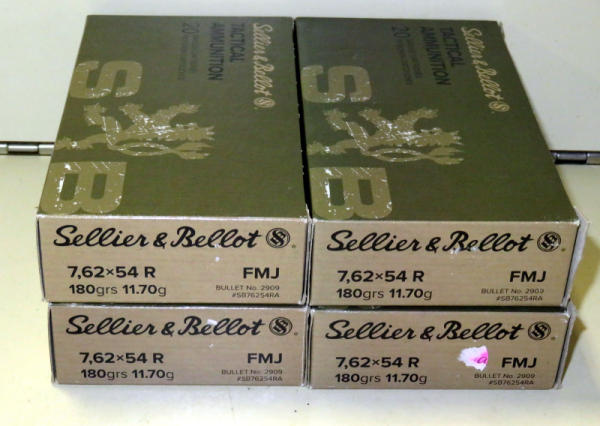 Sellier & Bellot
TACTICAL
AMMUNITION
20
S B
Sellier & Bellot
TACTICAL
AMMUNITION
20
S B
Sellier & Bellot
7,62×54 R FMJ
180grs 11.70g BULLET No. 2909
#SB76254RA
Sellier & Bellot
7,62×54 R FMJ
180grs 11.70g BULLET No. 2909
#SB76254RA
Sellier & Bellot
7,62×54 R FMJ
180grs 11.70g BULLET No. 2909
#SB76254RA
Sellier & Bellot
7,62×54 R FMJ
180grs 11.70g BULLET No. 2909
#SB76254RA